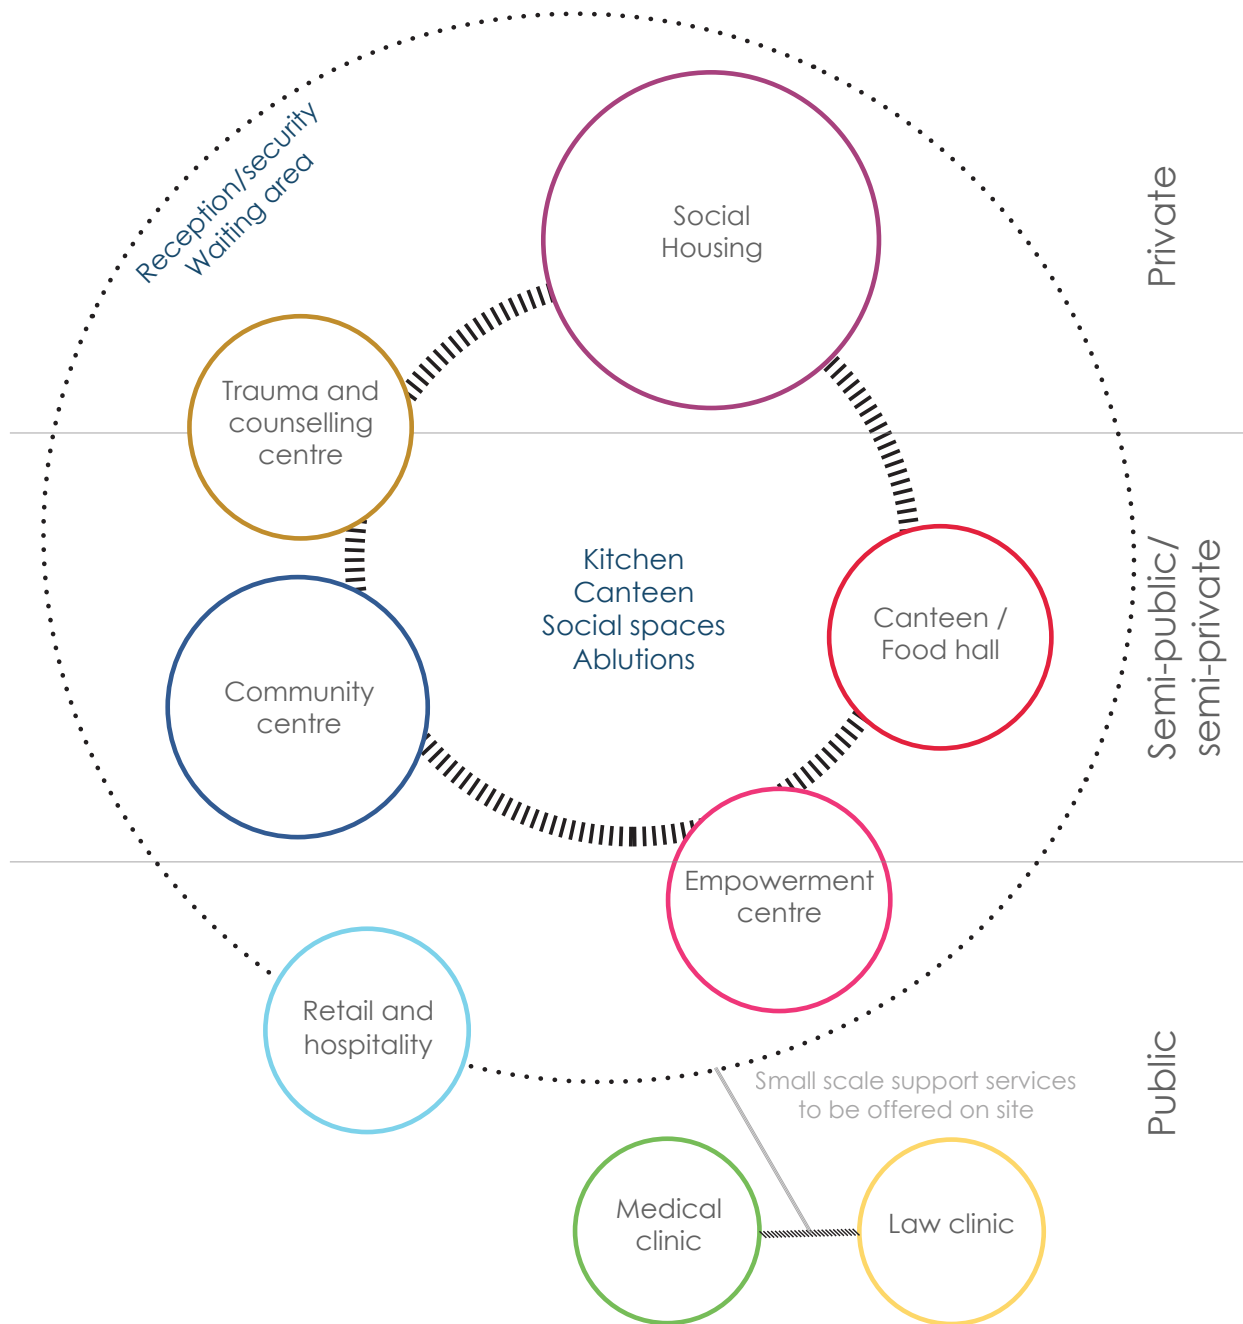 Reception/security
Waiting area
Social
Housing
Private
Trauma and
counselling
centre
Kitchen
Canteen
Social spaces
Ablutions
Canteen /
Food hall
Semi-public/
semi-private
Community
centre
Empowerment
centre
Retail and
hospitality
Public
Small scale support services
to be offered on site
Medical
clinic
Law clinic